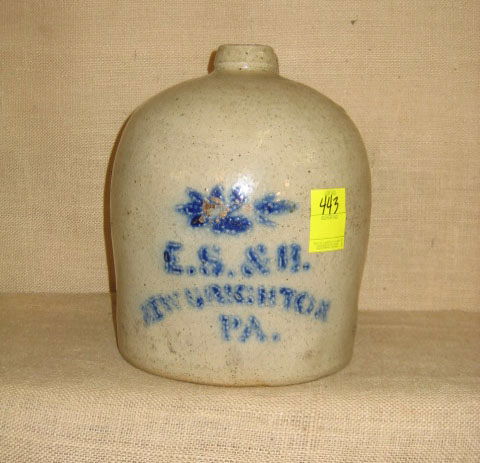 443
E.S. & H.
NEW BRIGHTON
PA.